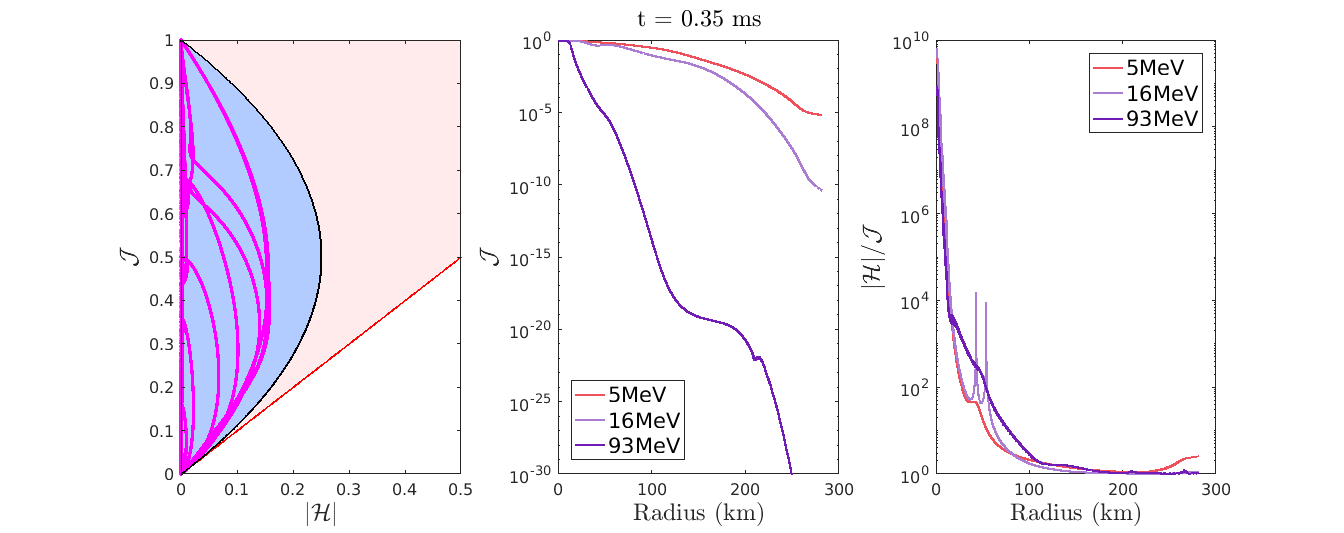 t = 0.35 ms
1
0.9
0.8
0.7
0.6
0.5
0.4
0.3
0.2
0.1
0
𝒥
0 0.1 0.2 0.3 0.4 0.5
|ℋ|
10^0
10^-5
10^-10
10^-15
10^-20
10^-25
10^-30
𝒥
5MeV
16MeV
93MeV
0 100 200 300
Radius (km)
10^10
10^8
10^6
10^4
10^2
10^0
|ℋ|/𝒥
5MeV
16MeV
93MeV
0 100 200 300
Radius (km)